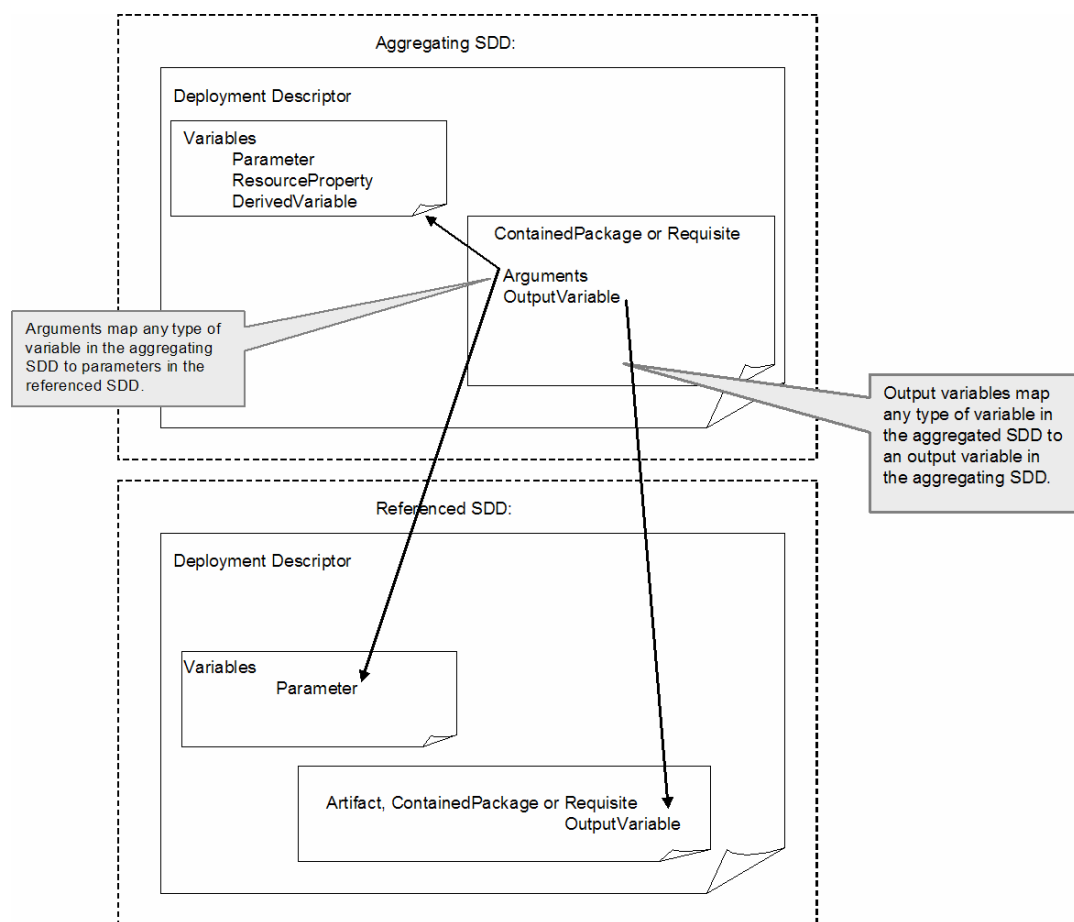 Aggregating SDD:
Deployment Descriptor
Variables
Parameter
ResourceProperty
DerivedVariable
ContainedPackage or Requisite
Arguments
OutputVariable
Arguments map any type of
variable in the aggregating
SDD to parameters in the
referenced SDD.
Output variables map
any type of variable in
the aggregated SDD to
an output variable in
the aggregating SDD.
Referenced SDD:
Deployment Descriptor
Variables
Parameter
Artifact, ContainedPackage or Requisite
OutputVariable